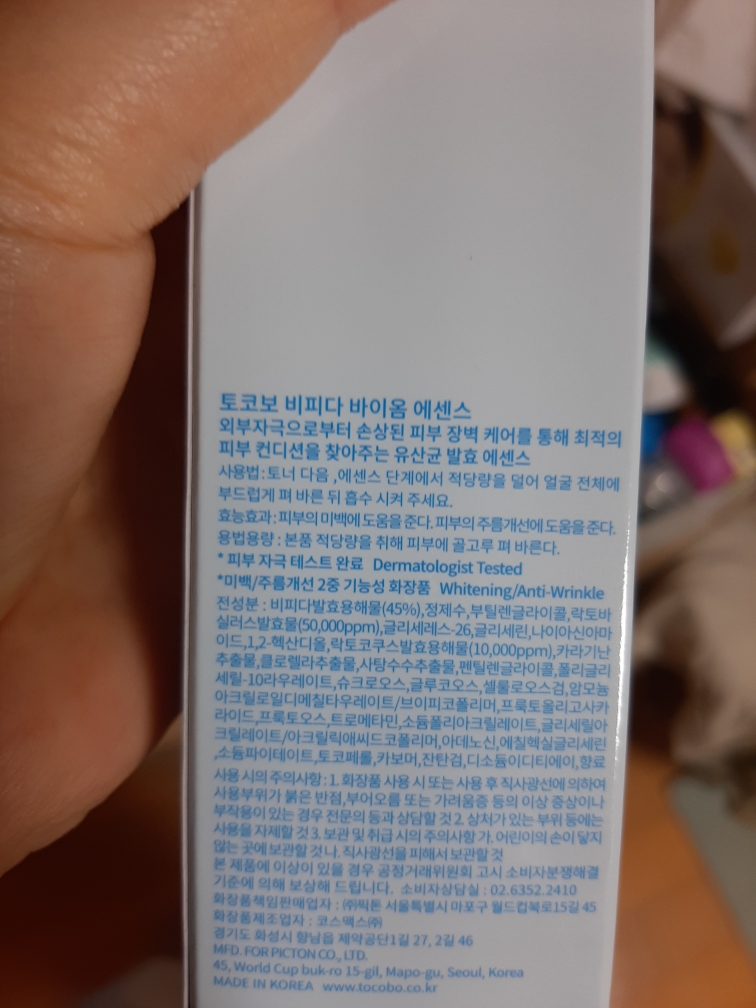 토코보 비피다 바이옴 에센스
외부자극으로부터 손상된 피부 장벽 케어를 통해 최적의
피부 컨디션을 찾아주는 유산균 발효 에센스
사용법:토너 다음 ,에센스 단계에서 적당량을 덜어 얼굴 전체에
부드럽게 펴 바른 뒤 흡수 시켜 주세요.
효능효과 : 피부의 미백에 도움을 준다. 피부의 주름개선에 도움을 준다.
용법용량 : 본품 적당량을 취해 피부에 골고루 펴 바른다.
* 피부 자극 테스트 완료 Dermatologist Tested
*미백/주름개선 2중 기능성 화장품 Whitening/Anti-Wrinkle
전성분 : 비피다발효용해물(45%),정제수,부틸렌글라이콜,락토바
실러스발효물(50,000ppm),글리세레스-26,글리세린,나이아신아마
이드,1,2-헥산디올,락토코쿠스발효용해물(10,000ppm),카라기난
추출물,클로렐라추출물,사탕수수추출물,펜틸렌글라이콜,폴리글리
세릴-10라우레이트,슈크로오스,글루코오스,셀룰로오스검,암모늄
아크릴로일디메칠타우레이트/브이피코폴리머,프룩토올리고사카
라이드,프룩토오스,트로메타민,소듐폴리아크릴레이트,글리세릴아
크릴레이트/아크릴릭애씨드코폴리머,아데노신,에칠헥실글리세린
,소듐파이테이트,토코페롤,카보머,잔탄검,디소듐이디티에이,향료
사용 시의 주의사항 : 1. 화장품 사용 시 또는 사용 후 직사광선에 의하여
사용부위가 붉은 반점,부어오름 또는 가려움증 등의 이상 증상이나
부작용이 있는 경우 전문의 등과 상담할 것 2. 상처가 있는 부위 등에는
사용을 자제할 것 3. 보관 및 취급 시의 주의사항 가. 어린이의 손이 닿지
않는 곳에 보관할 것 나. 직사광선을 피해서 보관할 것
본 제품에 이상이 있을 경우 공정거래위원회 고시 소비자분쟁해결
기준에 의해 보상해 드립니다. 소비자상담실 : 02.6352.2410
화장품책임판매업자 : ㈜픽톤 서울특별시 마포구 월드컵북로15길 45
화장품제조업자 : 코스맥스㈜
경기도 화성시 향남읍 제약공단1길 27, 2길 46
MFD. FOR PICTON CO., LTD.
45, World Cup buk-ro 15-gil, Mapo-gu, Seoul, Korea
MADE IN KOREA www.tocobo.co.kr